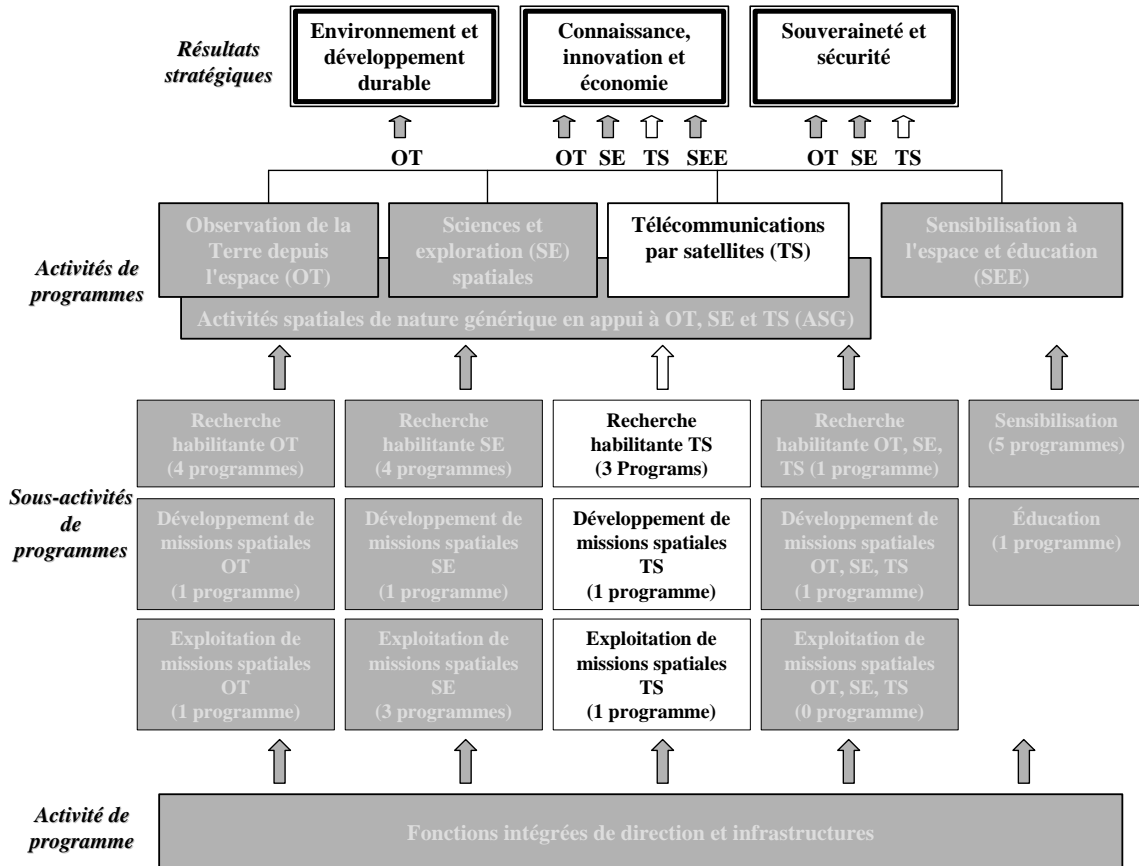 Résultats
stratégiques
Environnement et
développement
durable
Connaissance,
innovation et
économie
Souveraineté et
sécurité
OT
OT SE TS SEE
OT SE TS
Activités de
programmes
Observation de la
Terre depuis
l'espace (OT)
Sciences et
exploration (SE)
spatiales
Télécommunications
par satellites (TS)
Sensibilisation à
l'espace et éducation
(SEE)
Activités spatiales de nature générique en appui à OT, SE et TS (ASG)
Sous-activités
de
programmes
Recherche
habilitante OT
(4 programmes)
Recherche
habilitante SE
(4 programmes)
Recherche
habilitante TS
(3 Programs)
Recherche
habilitante OT, SE,
TS (1 programme)
Sensibilisation
(5 programmes)
Développement de
missions spatiales
OT
(1 programme)
Développement de
missions spatiales
SE
(1 programme)
Développement de
missions spatiales
TS
(1 programme)
Développement de
missions spatiales
OT, SE, TS
(1 programme)
Éducation
(1 programme)
Exploitation de
missions spatiales
OT
(1 programme)
Exploitation de
missions spatiales
SE
(3 programmes)
Exploitation de
missions spatiales
TS
(1 programme)
Exploitation de
missions spatiales
OT, SE, TS
(0 programme)
Activité de
programme
Fonctions intégrées de direction et infrastructures